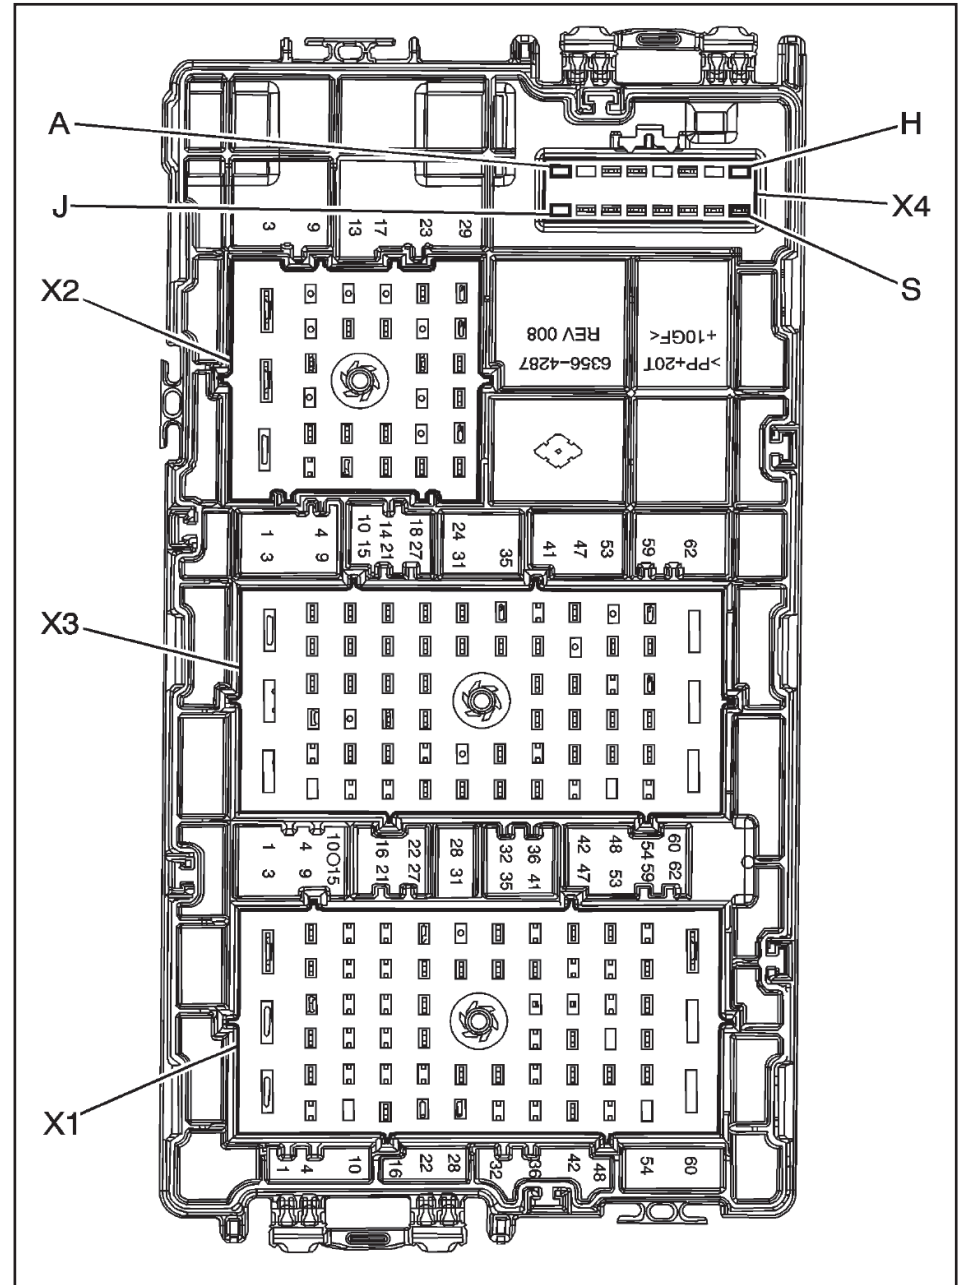 A
H
J
X4
S
3 9 13 17 23 29
X2
6356-4287
REV 008
>PP+20T
+10GF<
1 4 10 14 18 24
3 9 15 21 27 31 35 41 47 53 59 62
X3
1 4 10 16 22 28 32 36 42 48 54 60
3 9 15 21 27 31 35 41 47 53 59 62
X1
1 4 10 16 22 28 32 36 42 48 54 60